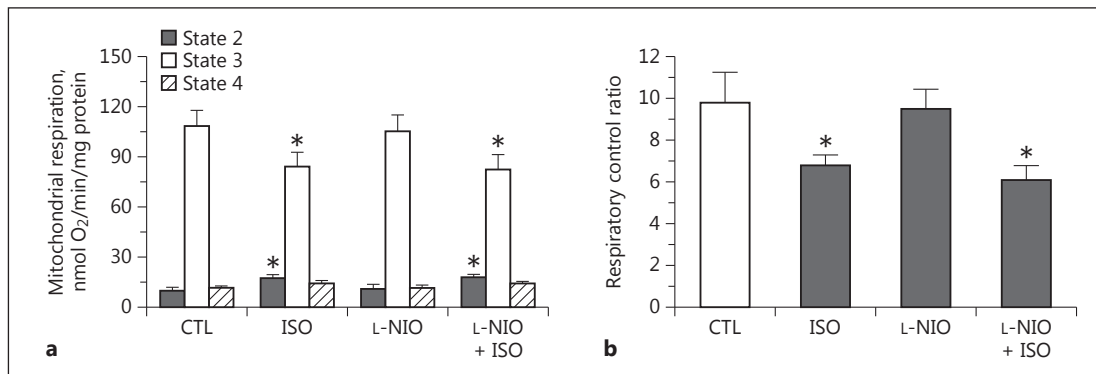 State 2
State 3
State 4
Mitochondrial respiration,
nmol O₂/min/mg protein
150
120
90
60
30
0
CTL
ISO
L-NIO
L-NIO
+ ISO
*
*
*
*
a
Respiratory control ratio
12
10
8
6
4
2
0
CTL
ISO
L-NIO
L-NIO
+ ISO
*
*
b